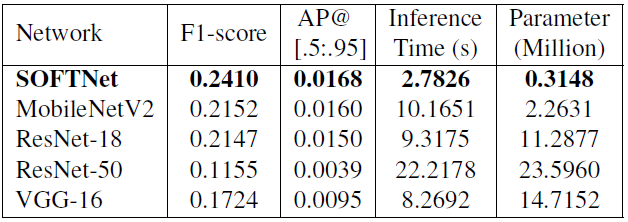 Network F1-score AP@ [.5:.95] Inference Time (s) Parameter (Million)
SOFTNet 0.2410 0.0168 2.7826 0.3148
MobileNetV2 0.2152 0.0160 10.1651 2.2631
ResNet-18 0.2147 0.0150 9.3175 11.2877
ResNet-50 0.1155 0.0039 22.2178 23.5960
VGG-16 0.1724 0.0095 8.2692 14.7152